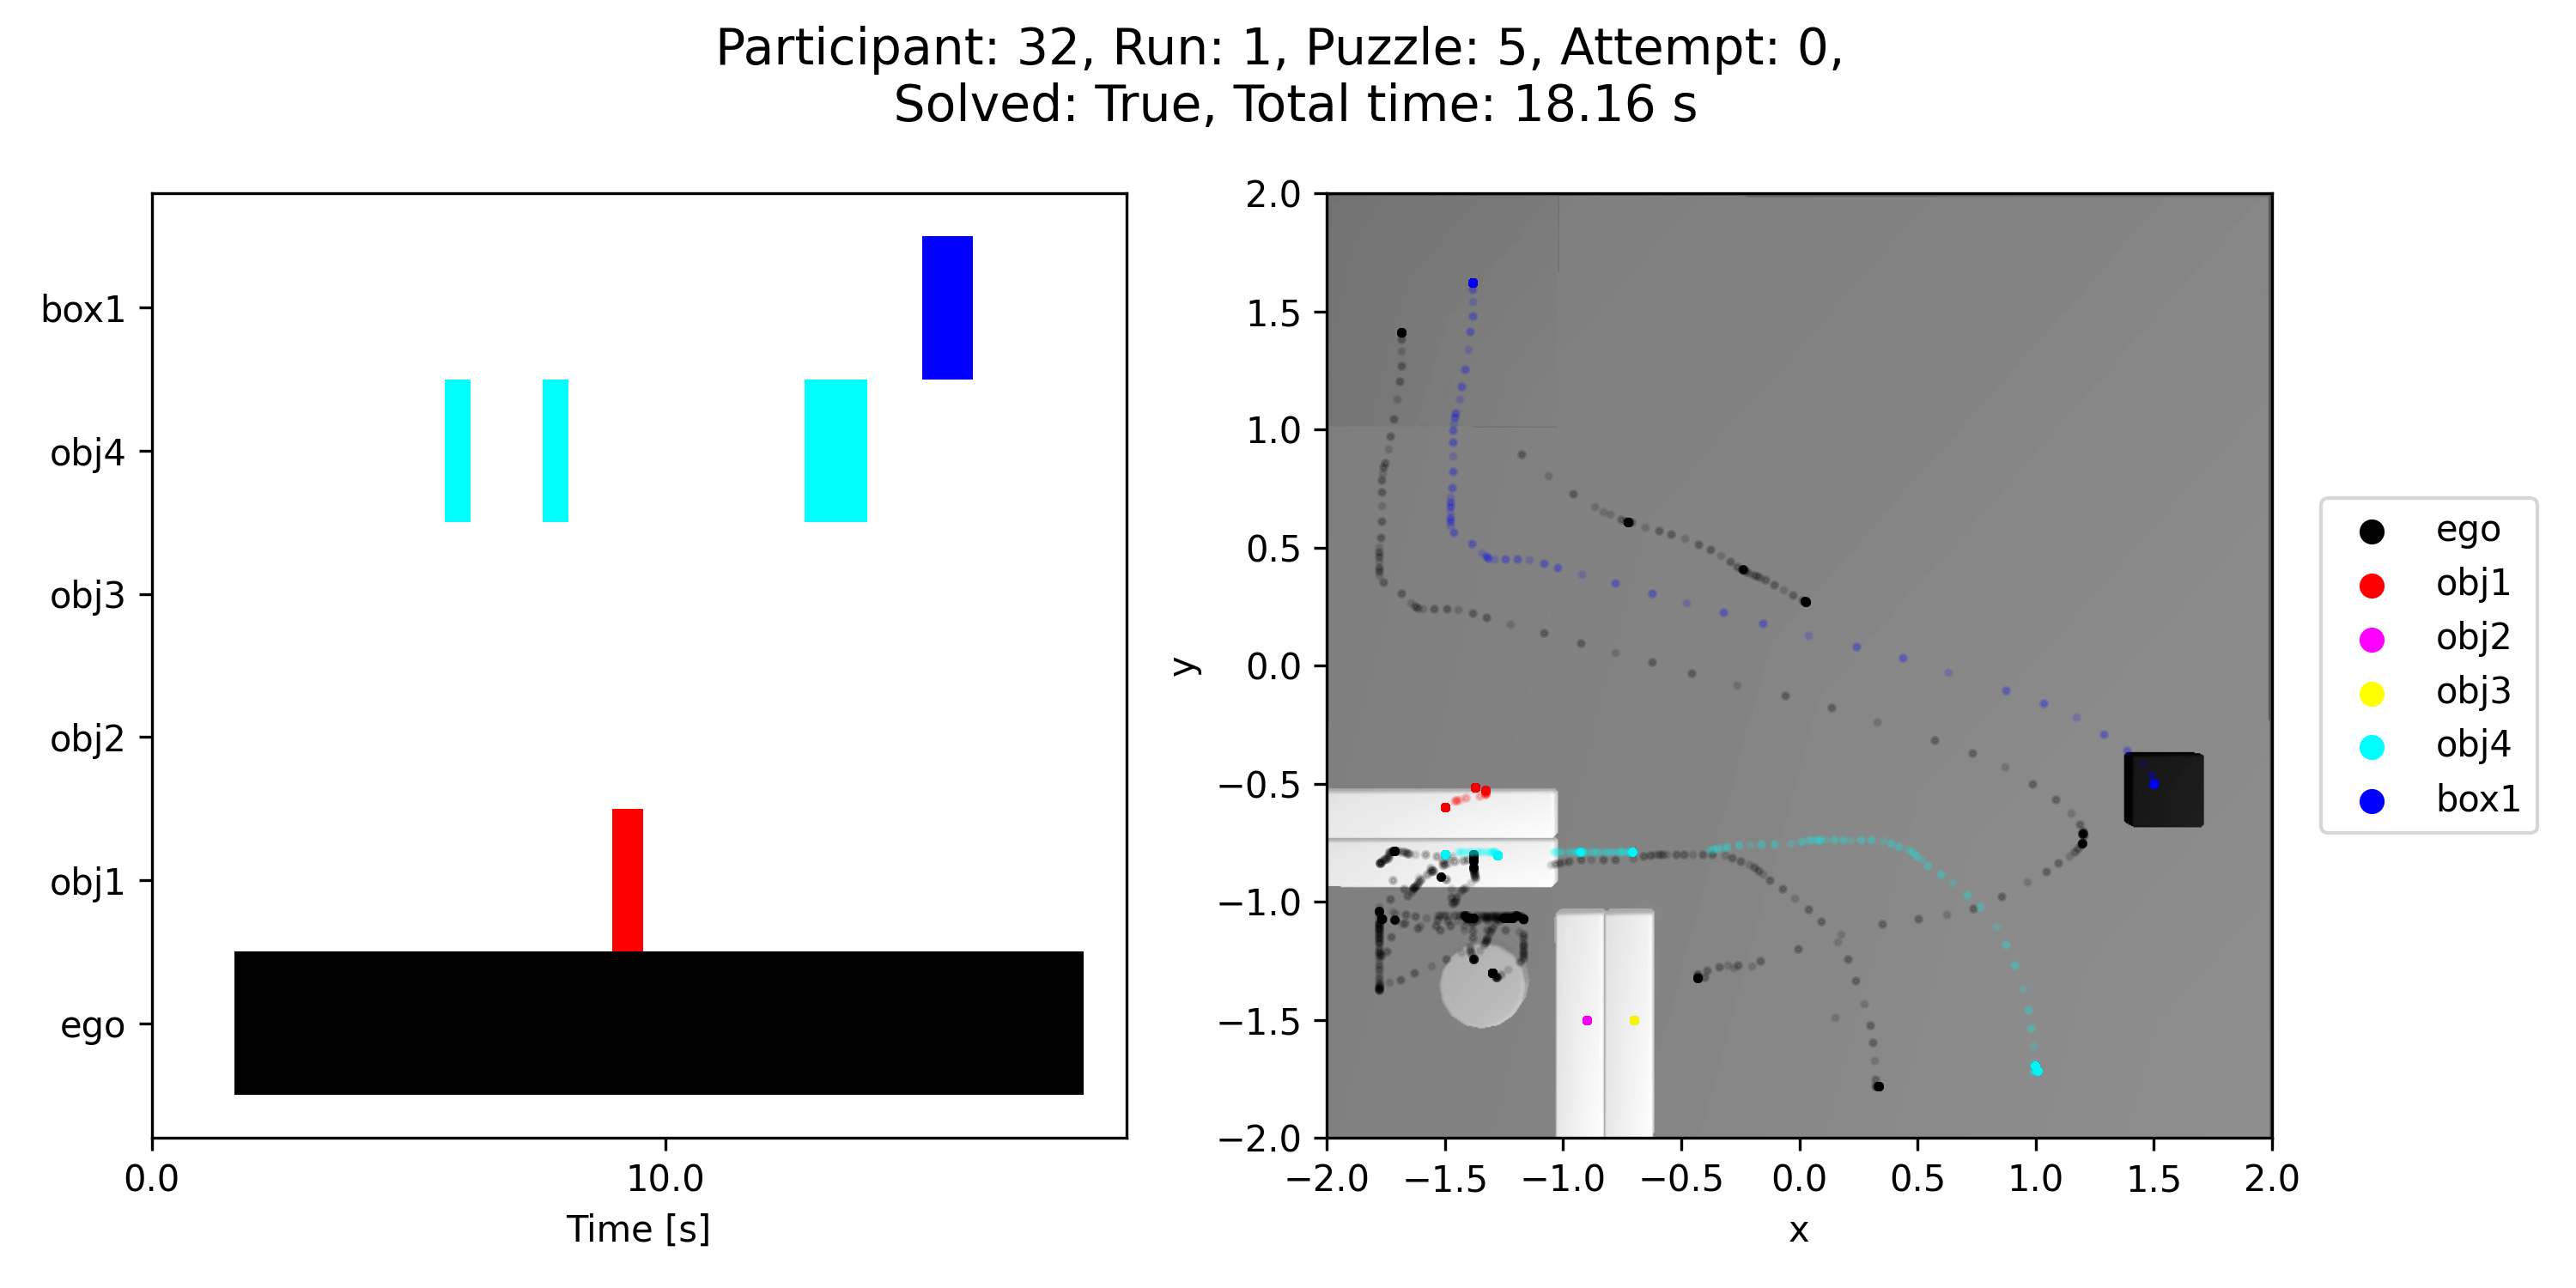 Participant: 32, Run: 1, Puzzle: 5, Attempt: 0,
Solved: True, Total time: 18.16 s
box1
obj4
obj3
obj2
obj1
ego
0.0
10.0
Time [s]
2.0
1.5
1.0
0.5
0.0
−0.5
−1.0
−1.5
−2.0
y
−2.0
−1.5
−1.0
−0.5
0.0
0.5
1.0
1.5
2.0
x
ego
obj1
obj2
obj3
obj4
box1